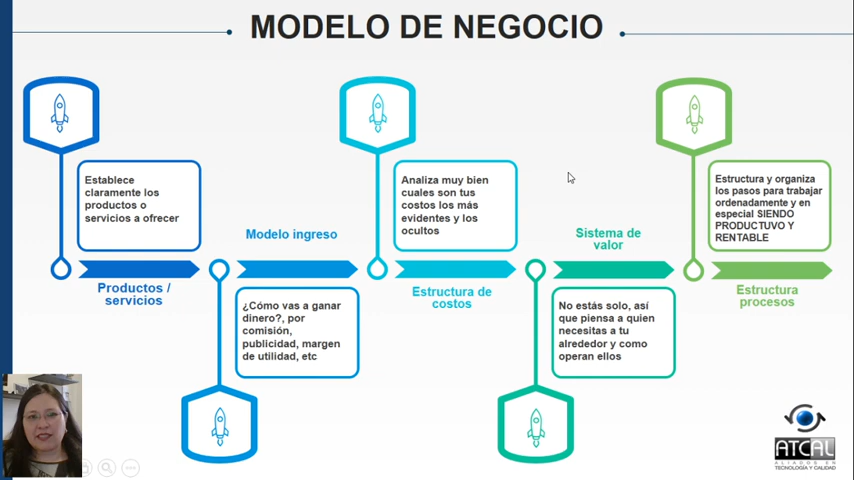 MODELO DE NEGOCIO
Establece
claramente los
productos o
servicios a ofrecer
Productos /
servicios
Modelo ingreso
¿Cómo vas a ganar
dinero?, por
comisión,
publicidad, margen
de utilidad, etc
Analiza muy bien
cuales son tus
costos los más
evidentes y los
ocultos
Estructura de
costos
Sistema de
valor
No estás solo, así
que piensa a quien
necesitas a tu
alrededor y como
operan ellos
Estructura y organiza
los pasos para trabajar
ordenadamente y en
especial SIENDO
PRODUCTUVO Y
RENTABLE
Estructura
procesos
ATCAL
ALIADOS EN
TECNOLOGÍA Y CALIDAD